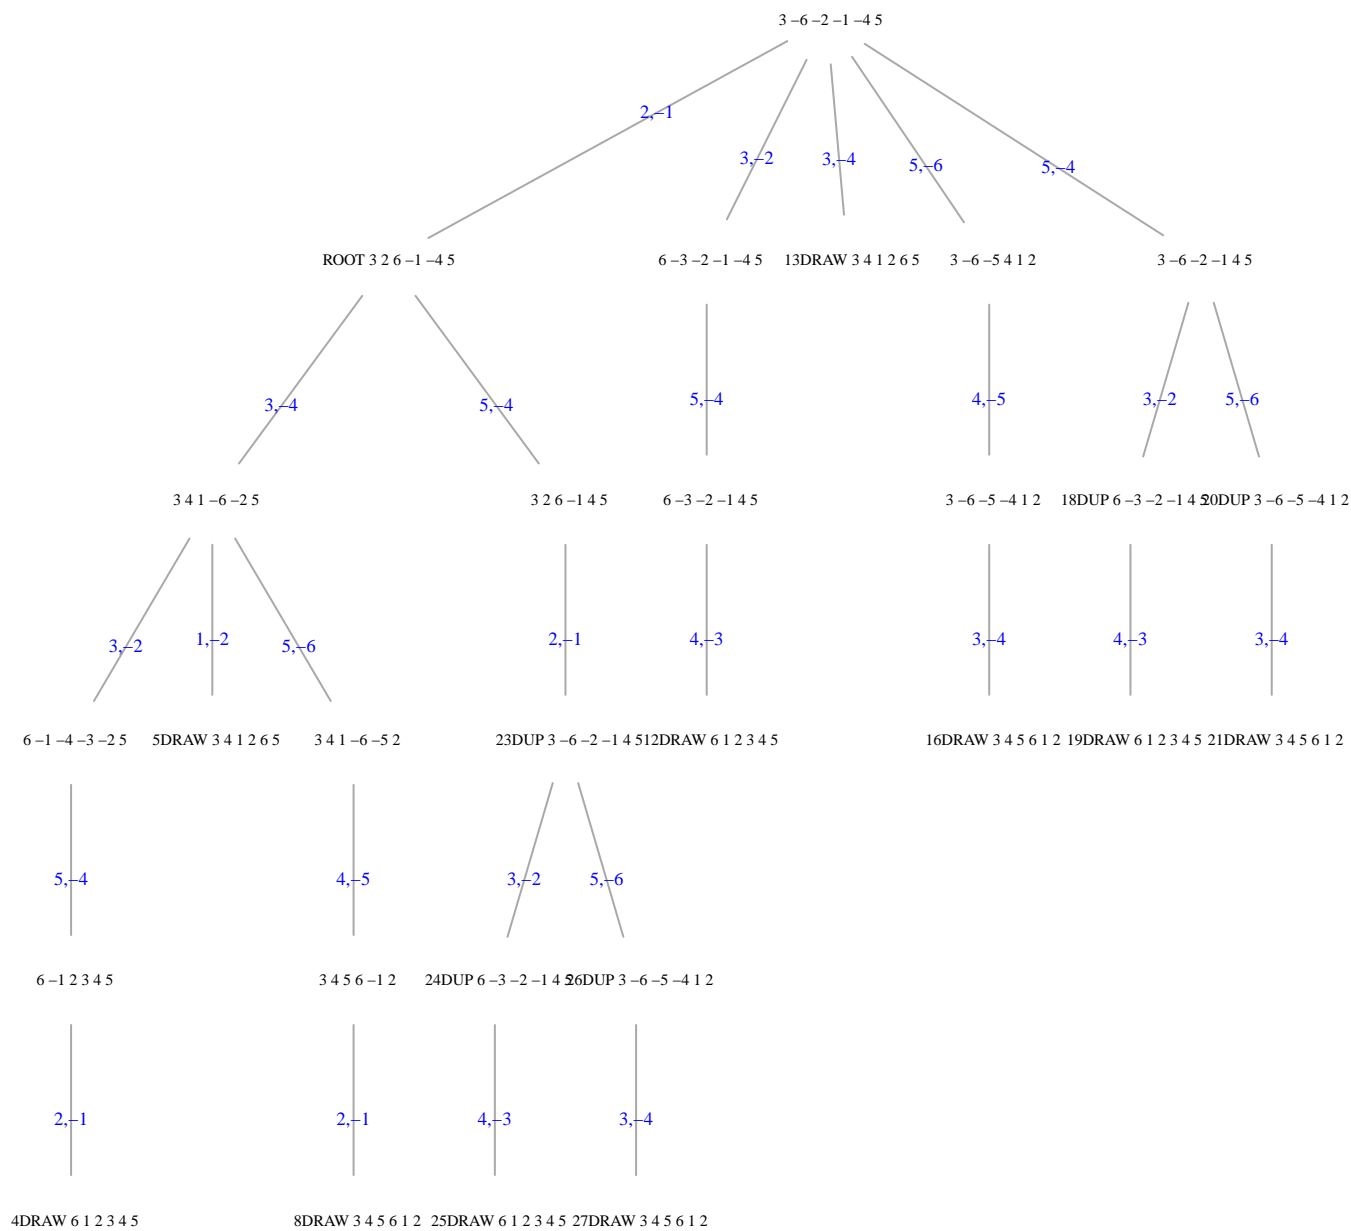 3 –6 –2 –1 –4 5
2,–1
3,–2
3,–4
5,–6
5,–4
ROOT 3 2 6 –1 –4 5
6 –3 –2 –1 –4 5
13DRAW 3 4 1 2 6 5
3 –6 –5 4 1 2
3 –6 –2 –1 4 5
3,–4
5,–4
5,–4
4,–5
3,–2
5,–6
3 4 1 –6 –2 5
3 2 6 –1 4 5
6 –3 –2 –1 4 5
3 –6 –5 –4 1 2
18DUP 6 –3 –2 –1 4 5
20DUP 3 –6 –5 –4 1 2
3,–2
1,–2
5,–6
2,–1
4,–3
3,–4
4,–3
3,–4
6 –1 –4 –3 –2 5
5DRAW 3 4 1 2 6 5
3 4 1 –6 –5 2
23DUP 3 –6 –2 –1 4 5
12DRAW 6 1 2 3 4 5
16DRAW 3 4 5 6 1 2
19DRAW 6 1 2 3 4 5
21DRAW 3 4 5 6 1 2
5,–4
4,–5
3,–2
5,–6
6 –1 2 3 4 5
3 4 5 6 –1 2
24DUP 6 –3 –2 –1 4 5
26DUP 3 –6 –5 –4 1 2
2,–1
2,–1
4,–3
3,–4
4DRAW 6 1 2 3 4 5
8DRAW 3 4 5 6 1 2
25DRAW 6 1 2 3 4 5
27DRAW 3 4 5 6 1 2